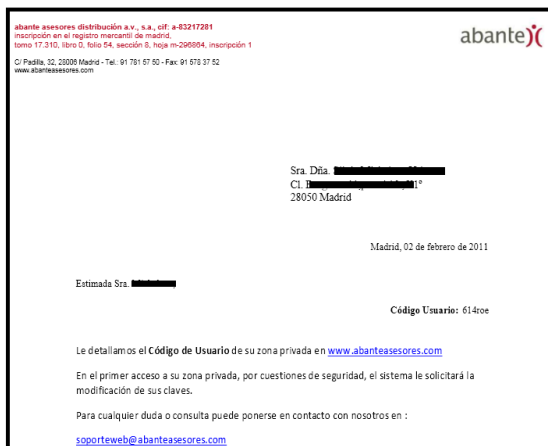 abante asesores distribución a.v., s.a., cif: a-83217281
inscripción en el registro mercantil de madrid,
tomo 17.310, libro 0, folio 54, sección 8, hoja m-296864, inscripción 1
C/ Padilla, 32, 28006 Madrid - Tel.: 91 781 57 50 - Fax: 91 578 37 52
www.abanteasesores.com
abante
Sra. Dña.
Cl. 1º
28050 Madrid
Madrid, 02 de febrero de 2011
Estimada Sra.
Código Usuario: 614roe
Le detallamos el Código de Usuario de su zona privada en www.abanteasesores.com
En el primer acceso a su zona privada, por cuestiones de seguridad, el sistema le solicitará la
modificación de sus claves.
Para cualquier duda o consulta puede ponerse en contacto con nosotros en :
soporteweb@abanteasesores.com